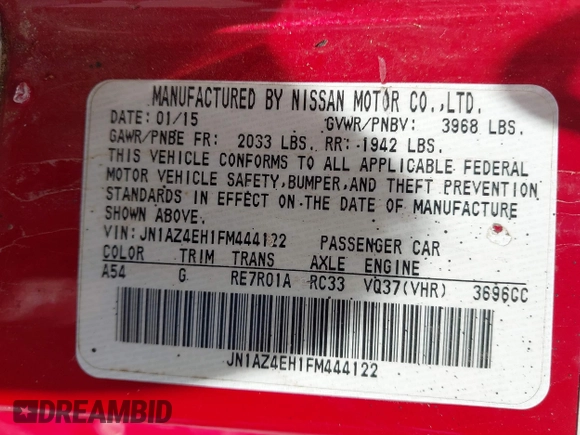 MANUFACTURED BY NISSAN MOTOR CO.,LTD.
DATE: 01/15 GVWR/PNBV: 3968 LBS.
GAWR/PNBE FR: 2033 LBS. RR: 1942 LBS.
THIS VEHICLE CONFORMS TO ALL APPLICABLE FEDERAL
MOTOR VEHICLE SAFETY,BUMPER,AND THEFT PREVENTION
STANDARDS IN EFFECT ON THE DATE OF MANUFACTURE
SHOWN ABOVE.
VIN: JN1AZ4EH1FM444122 PASSENGER CAR
COLOR TRIM TRANS AXLE ENGINE
A54 G RE7R01A RC33 VQ37(VHR) 3696CC
JN1AZ4EH1FM444122
DREAMBID